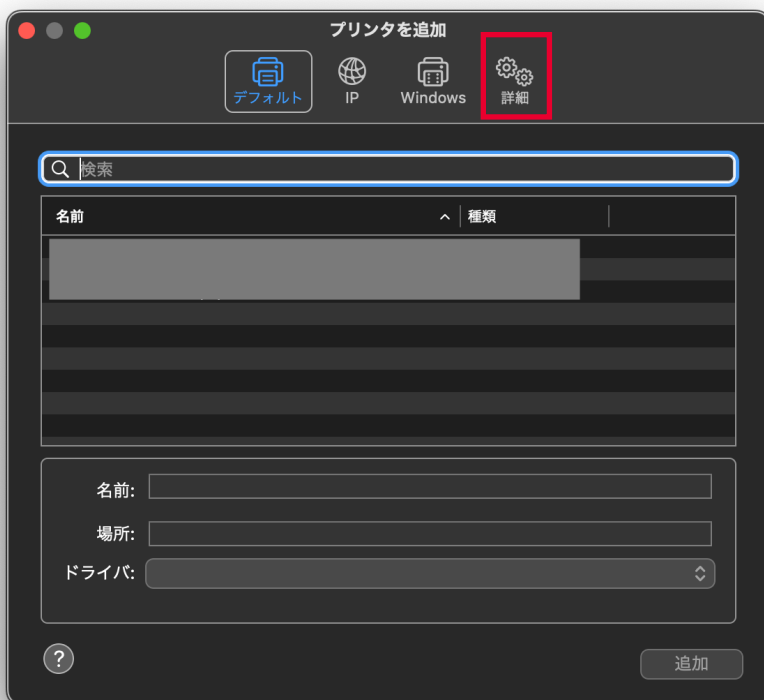 プリンタを追加
デフォルト
IP
Windows
詳細
検索
名前
種類
名前:
場所:
ドライバ:
?
追加